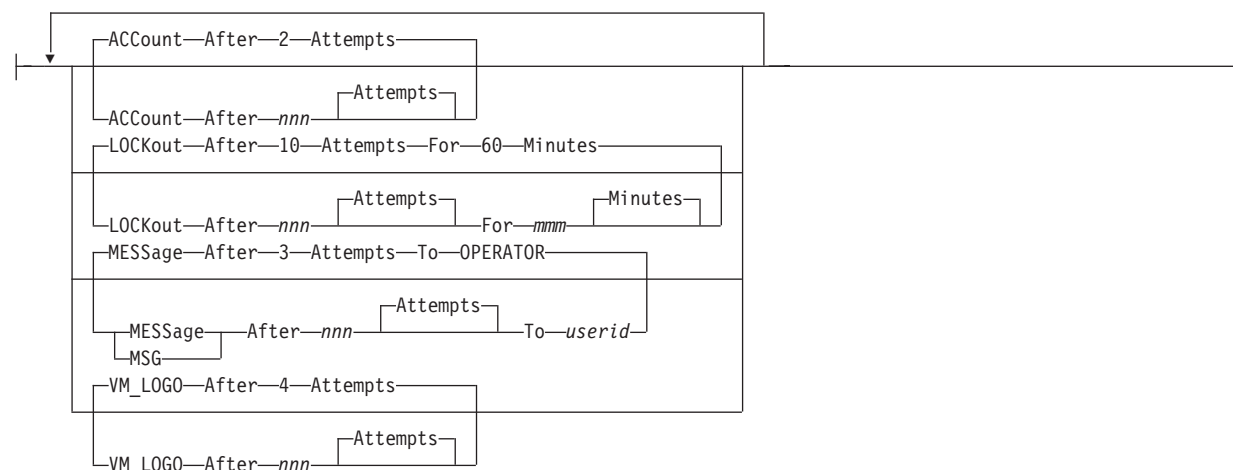 ACCount After 2 Attempts
Attempts
ACCount After nnn
LOCKout After 10 Attempts For 60 Minutes
Attempts Minutes
LOCKout After nnn For mmm
MESSage After 3 Attempts To OPERATOR
Attempts
MESSage After nnn To userid
MSG
VM_LOGO After 4 Attempts
Attempts
VM_LOGO After nnn